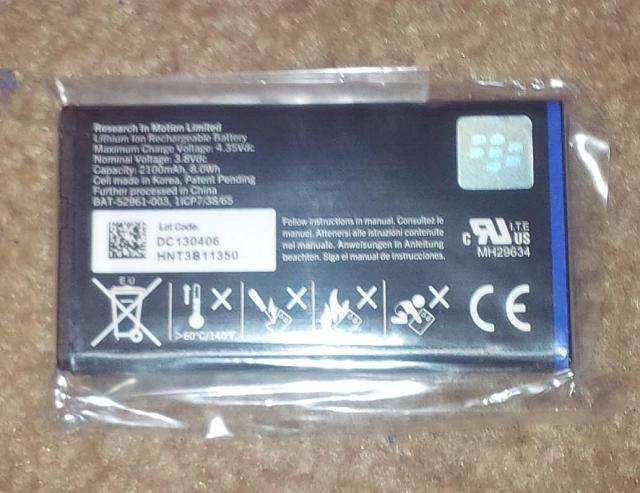 Research In Motion Limited
Lithium Ion Rechargeable Battery
Maximum Charge Voltage: 4.35Vdc
Nominal Voltage: 3.8Vdc
Capacity: 2100mAh, 8.0Wh
Cell made in Korea, Patent Pending
Further processed in China
BAT-52961-003, 1ICP7/38/65
Lot Code:
DC130406
HNT3B11350
Follow instructions in manual. Consultez le
manuel. Attenersi alle istruzioni contenute
nel manuale. Anweisungen in Anleitung
beachten. Siga el manual de instrucciones.
c RU US
I.T.E
MH29634
EU
>60°C/140°F
CE